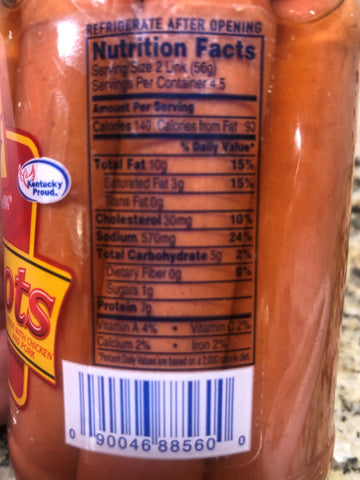 REFRIGERATE AFTER OPENING
Nutrition Facts
Serving Size 2 Link (56g)
Servings Per Container 4.5
Amount Per Serving
Calories 140 Calories from Fat 90
% Daily Value*
Total Fat 10g 15%
Saturated Fat 3g 15%
Trans Fat 0g
Cholesterol 30mg 10%
Sodium 570mg 24%
Total Carbohydrate 5g 2%
Dietary Fiber 0g 0%
Sugars 1g
Protein 7g
Vitamin A 4% • Vitamin C 2%
Calcium 2% • Iron 2%
*Percent Daily Values are based on a 2,000 calorie diet.
Kentucky
Proud.
ots
WITH CHICKEN
PORK
0 90046 88560 0